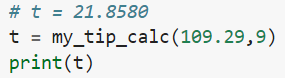 # t = 21.8580
t = my_tip_calc(109.29,9)
print(t)